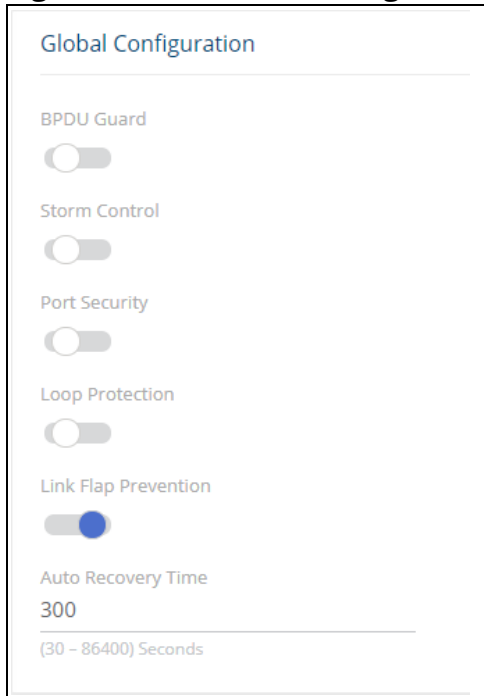 Global Configuration
BPDU Guard
Storm Control
Port Security
Loop Protection
Link Flap Prevention
Auto Recovery Time
300
(30 – 86400) Seconds